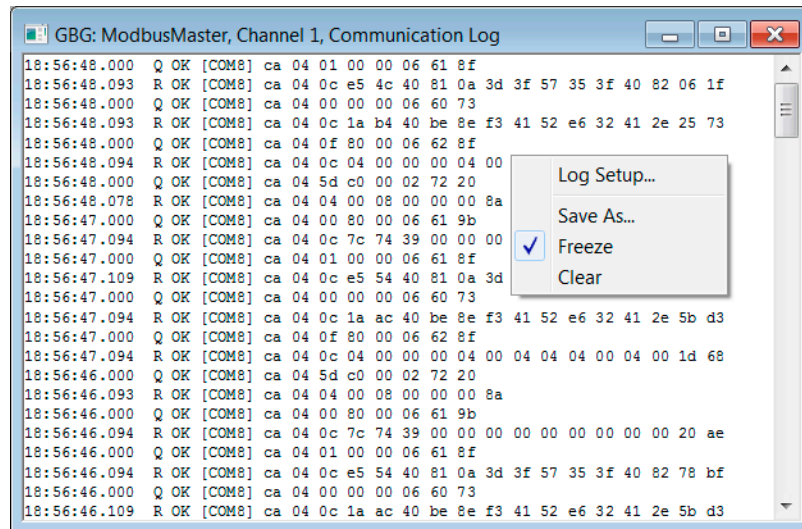 GBG: ModbusMaster, Channel 1, Communication Log
18:56:48.000 Q OK [COM8] ca 04 01 00 00 06 61 8f
18:56:48.093 R OK [COM8] ca 04 0c e5 4c 40 81 0a 3d 3f 57 35 3f 40 82 06 1f
18:56:48.000 Q OK [COM8] ca 04 00 00 00 06 60 73
18:56:48.093 R OK [COM8] ca 04 0c 1a b4 40 be 8e f3 41 52 e6 32 41 2e 25 73
18:56:48.000 Q OK [COM8] ca 04 0f 80 00 06 62 8f
18:56:48.094 R OK [COM8] ca 04 0c 04 00 00 00 04 00
18:56:48.000 Q OK [COM8] ca 04 5d c0 00 02 72 20
18:56:48.078 R OK [COM8] ca 04 04 00 08 00 00 00 8a
18:56:47.000 Q OK [COM8] ca 04 00 80 00 06 61 9b
18:56:47.094 R OK [COM8] ca 04 0c 7c 74 39 00 00 00
18:56:47.000 Q OK [COM8] ca 04 01 00 00 06 61 8f
18:56:47.109 R OK [COM8] ca 04 0c e5 54 40 81 0a 3d
18:56:47.000 Q OK [COM8] ca 04 00 00 00 06 60 73
18:56:47.094 R OK [COM8] ca 04 0c 1a ac 40 be 8e f3 41 52 e6 32 41 2e 5b d3
18:56:47.000 Q OK [COM8] ca 04 0f 80 00 06 62 8f
18:56:47.094 R OK [COM8] ca 04 0c 04 00 00 00 04 00 04 04 04 00 04 00 1d 68
18:56:46.000 Q OK [COM8] ca 04 5d c0 00 02 72 20
18:56:46.093 R OK [COM8] ca 04 04 00 08 00 00 00 8a
18:56:46.000 Q OK [COM8] ca 04 00 80 00 06 61 9b
18:56:46.094 R OK [COM8] ca 04 0c 7c 74 39 00 00 00 00 00 00 00 00 00 20 ae
18:56:46.000 Q OK [COM8] ca 04 01 00 00 06 61 8f
18:56:46.094 R OK [COM8] ca 04 0c e5 54 40 81 0a 3d 3f 57 35 3f 40 82 78 bf
18:56:46.000 Q OK [COM8] ca 04 00 00 00 06 60 73
18:56:46.109 R OK [COM8] ca 04 0c 1a ac 40 be 8e f3 41 52 e6 32 41 2e 5b d3
Log Setup...
Save As...
Freeze
Clear